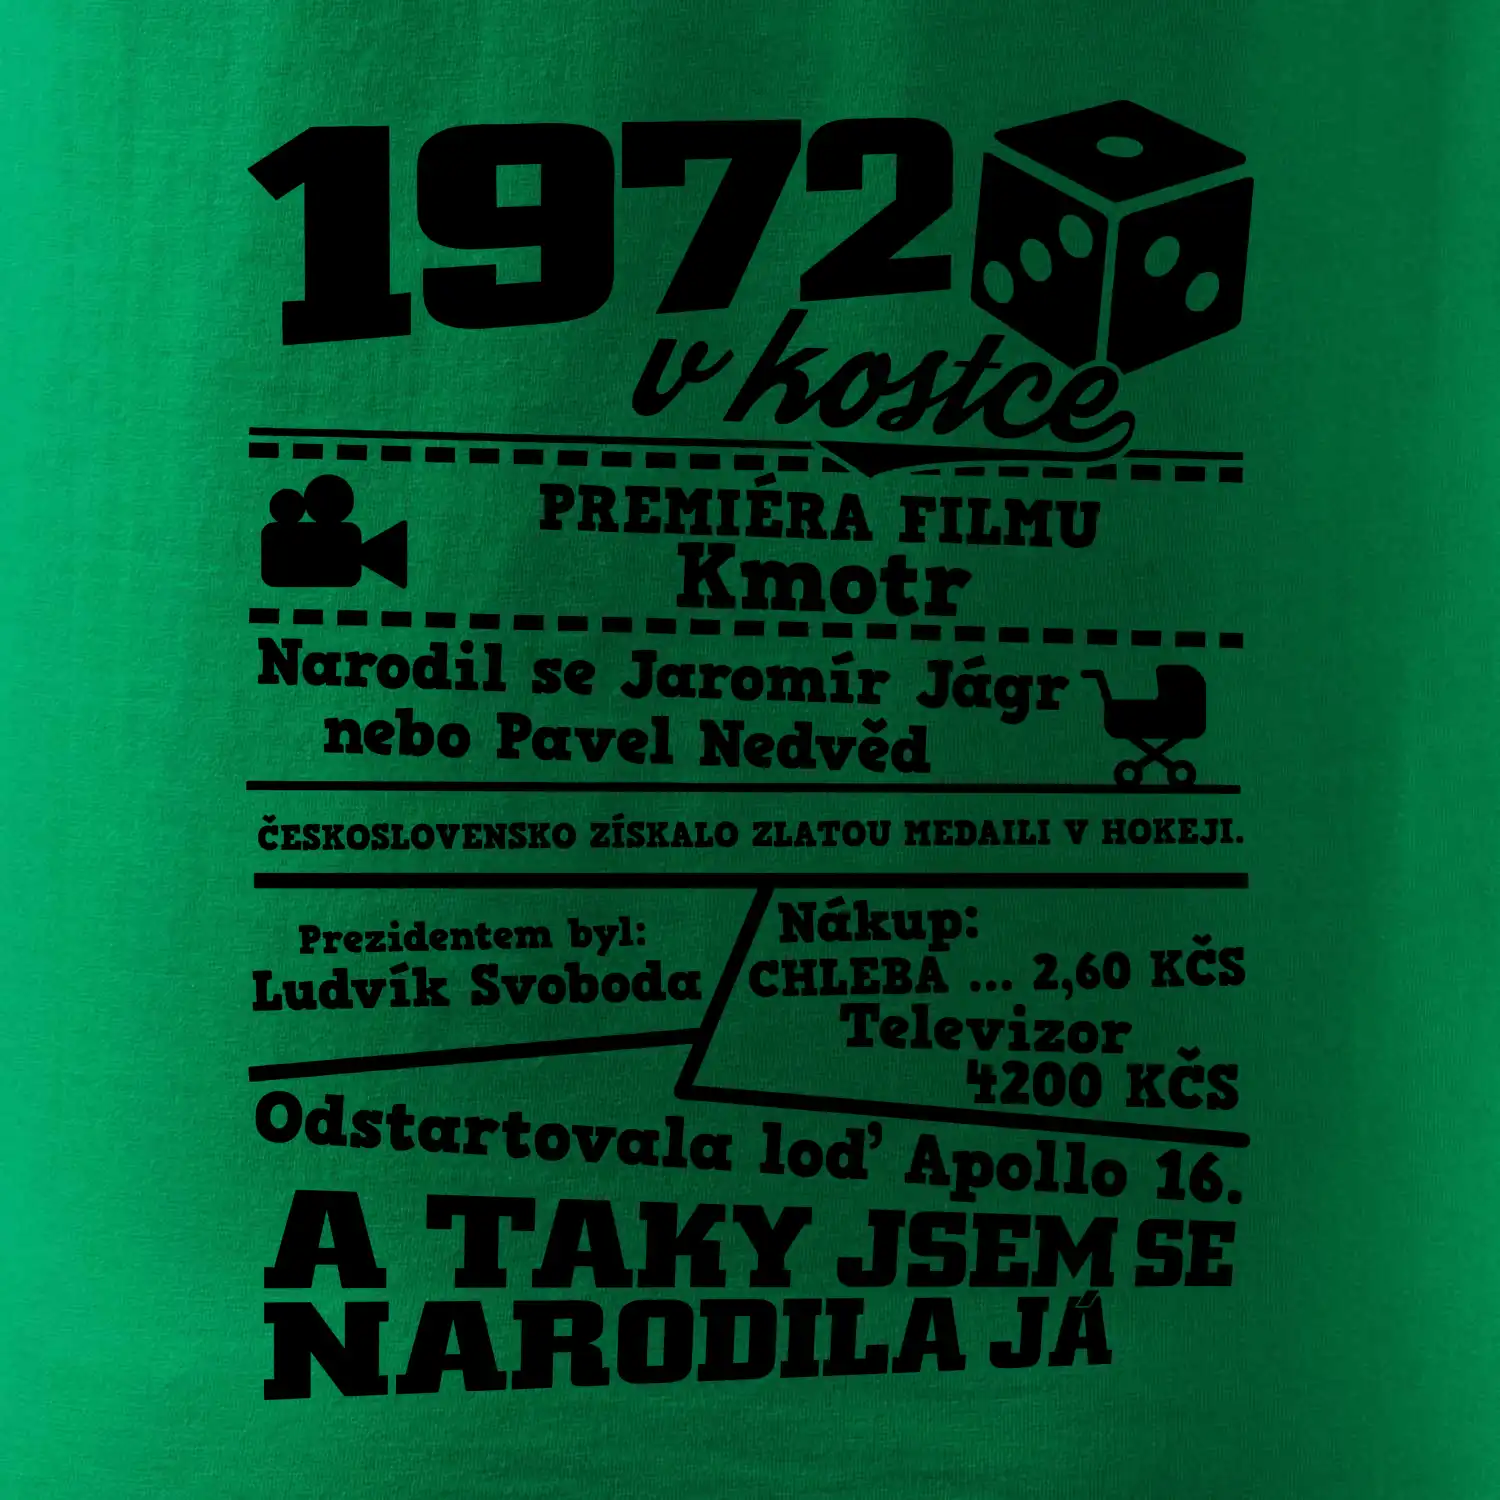 1972
v kostce
PREMIÉRA FILMU
Kmotr
Narodil se Jaromír Jágr
nebo Pavel Nedvěd
ČESKOSLOVENSKO ZÍSKALO ZLATOU MEDAILI V HOKEJI.
Prezidentem byl:
Ludvík Svoboda
Nákup:
CHLEBA ... 2,60 KČS
Televizor
4200 KČS
Odstartovala loď Apollo 16.
A TAKY JSEM SE
NARODILA JÁ